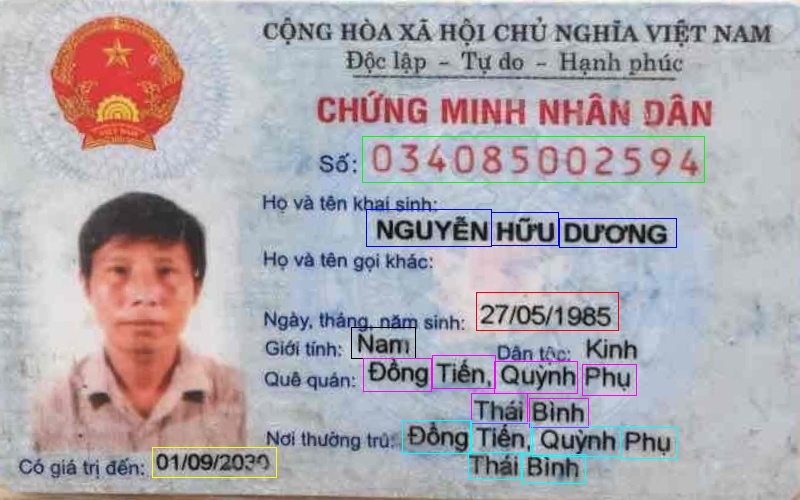 CỘNG HÒA XÃ HỘI CHỦ NGHĨA VIỆT NAM
Độc lập - Tự do - Hạnh phúc
CHỨNG MINH NHÂN DÂN
Số: 034085002594
Họ và tên khai sinh:
NGUYỄN HỮU DƯƠNG
Họ và tên gọi khác:
Ngày, tháng, năm sinh: 27/05/1985
Giới tính: Nam Dân tộc: Kinh
Quê quán: Đồng Tiến, Quỳnh Phụ
Thái Bình
Nơi thường trú: Đồng Tiến, Quỳnh Phụ
Thái Bình
Có giá trị đến: 01/09/2030